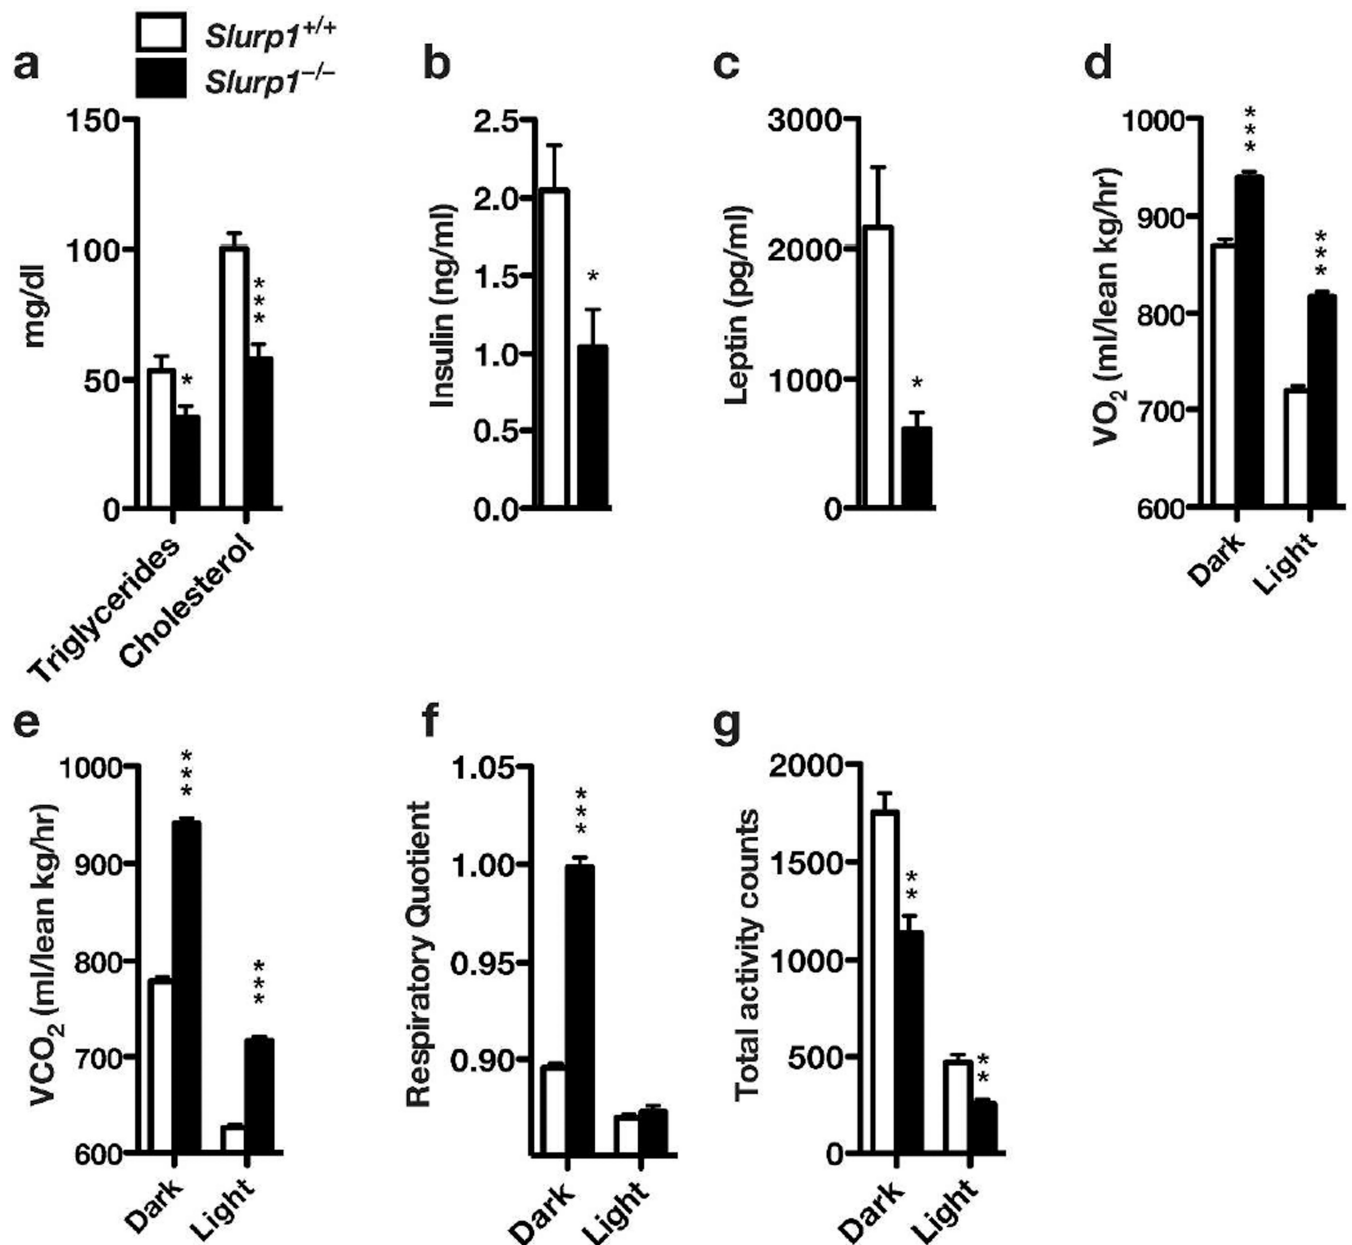 Slurp1+/+
Slurp1−/−
a
150
100
50
0
mg/dl
*
***
Triglycerides
Cholesterol
b
2.5
2.0
1.5
1.0
0.5
0.0
Insulin (ng/ml)
*
c
3000
2000
1000
0
Leptin (pg/ml)
*
d
1000
900
800
700
600
VO2 (ml/lean kg/hr)
***
***
Dark
Light
e
1000
900
800
700
600
VCO2 (ml/lean kg/hr)
***
***
Dark
Light
f
1.05
1.00
0.95
0.90
Respiratory Quotient
***
Dark
Light
g
2000
1500
1000
500
0
Total activity counts
**
**
Dark
Light